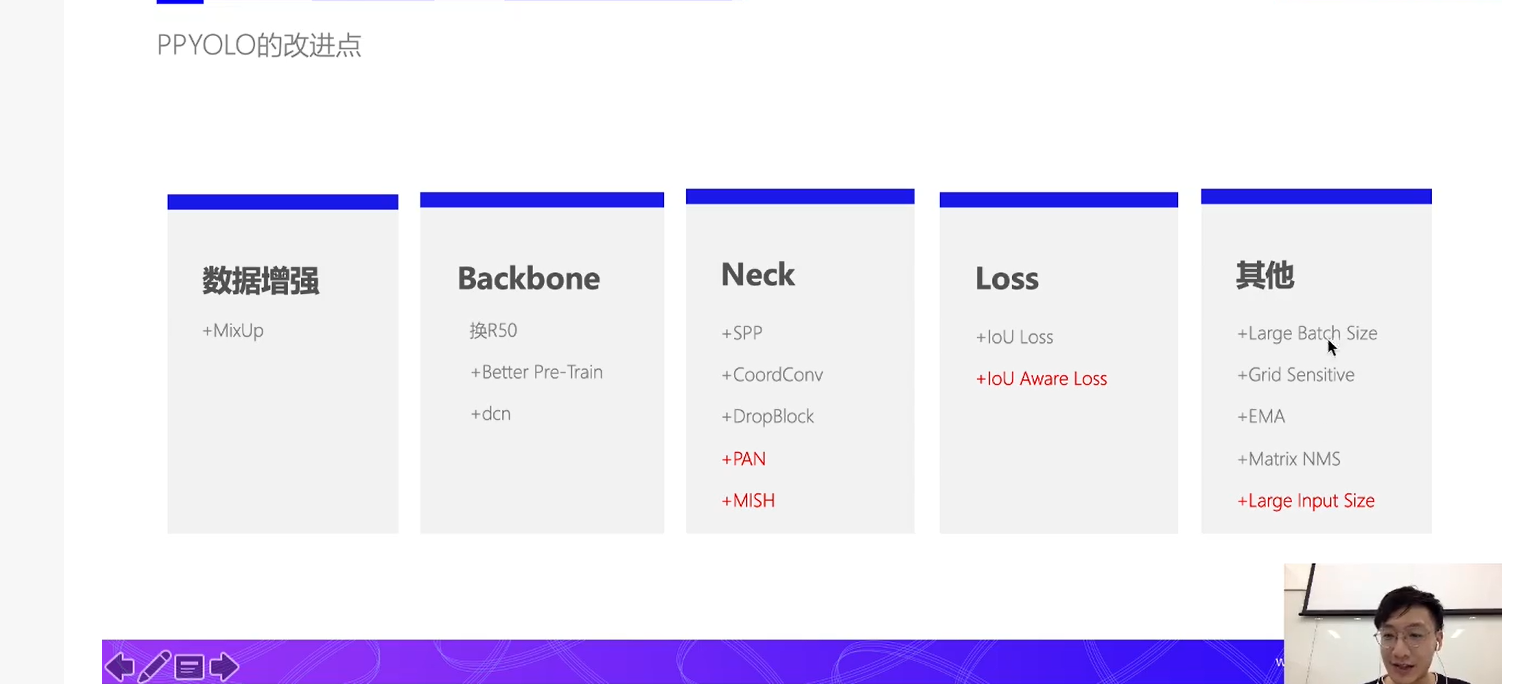 PPYOLO的改进点
数据增强
+MixUp
Backbone
换R50
+Better Pre-Train
+dcn
Neck
+SPP
+CoordConv
+DropBlock
+PAN
+MISH
Loss
+IoU Loss
+IoU Aware Loss
其他
+Large Batch Size
+Grid Sensitive
+EMA
+Matrix NMS
+Large Input Size